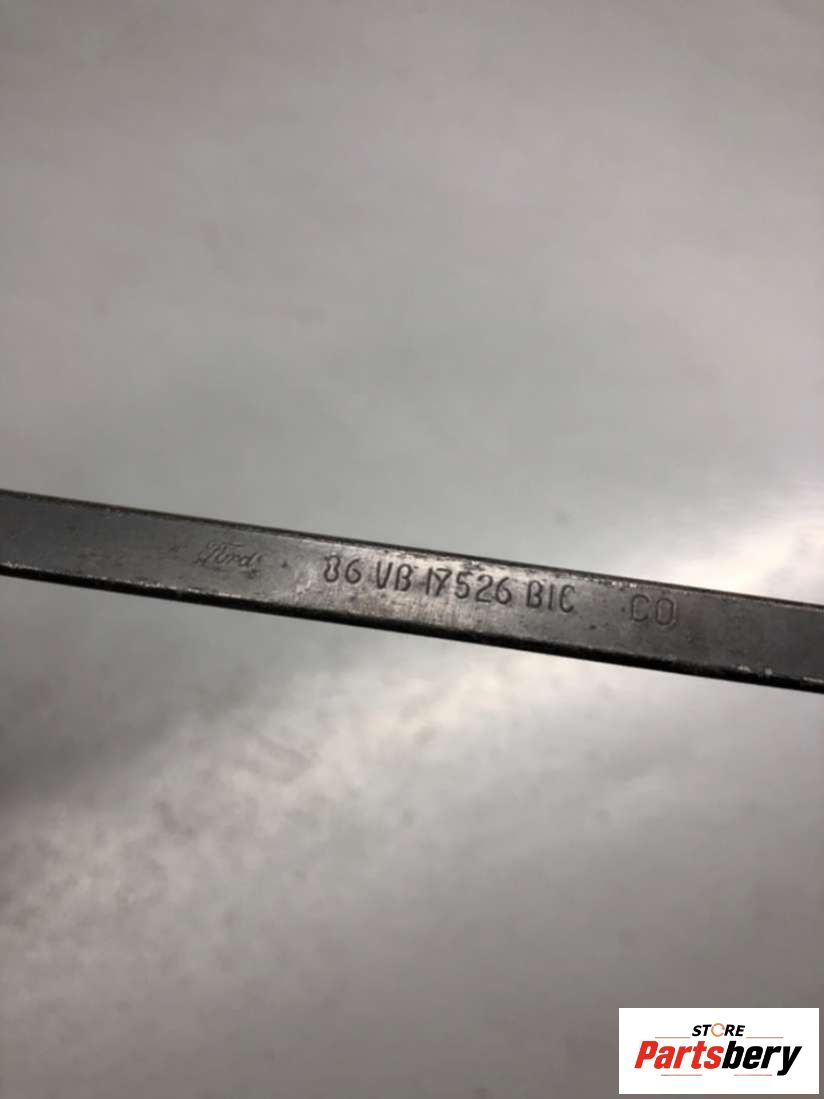 Ford 86 VB 17526 BIC CO
STORE
Partsbery